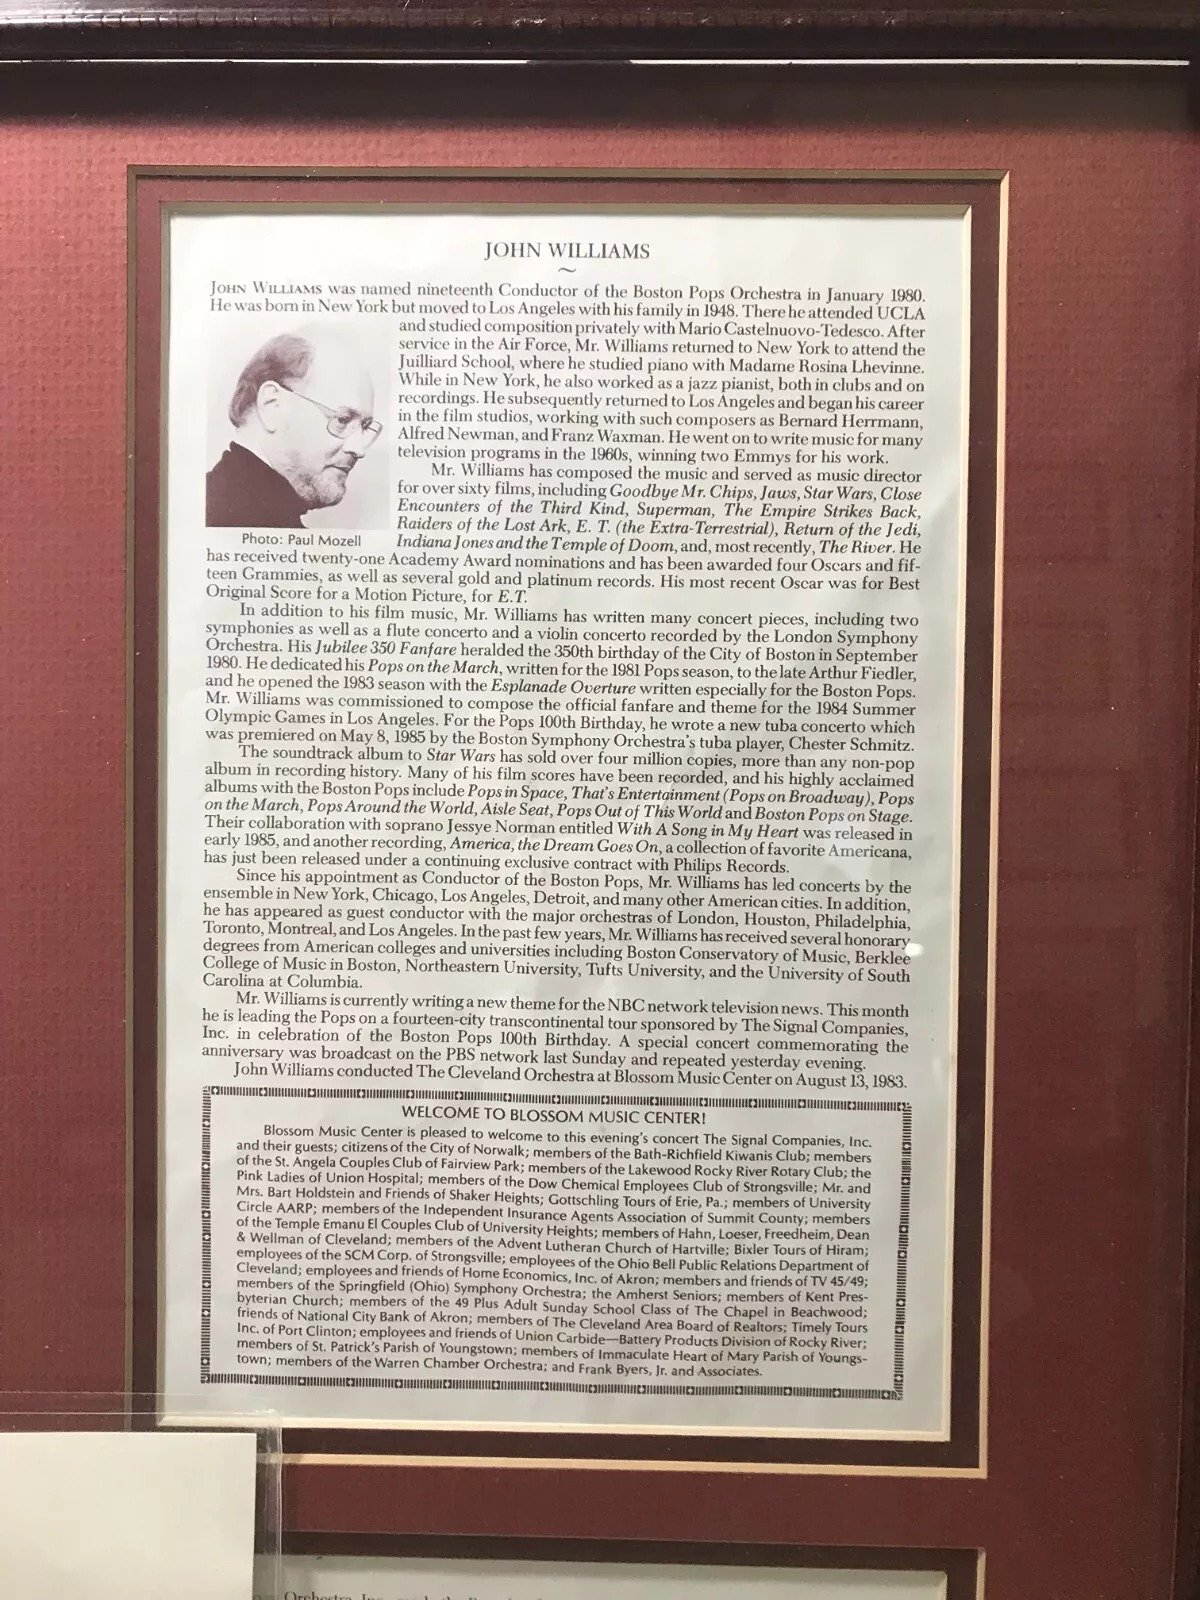 JOHN WILLIAMS
~
JOHN WILLIAMS was named nineteenth Conductor of the Boston Pops Orchestra in January 1980.
He was born in New York but moved to Los Angeles with his family in 1948. There he attended UCLA
and studied composition privately with Mario Castelnuovo-Tedesco. After
service in the Air Force, Mr. Williams returned to New York to attend the
Juilliard School, where he studied piano with Madame Rosina Lhevinne.
While in New York, he also worked as a jazz pianist, both in clubs and on
recordings. He subsequently returned to Los Angeles and began his career
in the film studios, working with such composers as Bernard Herrmann,
Alfred Newman, and Franz Waxman. He went on to write music for many
television programs in the 1960s, winning two Emmys for his work.
Mr. Williams has composed the music and served as music director
for over sixty films, including Goodbye Mr. Chips, Jaws, Star Wars, Close
Encounters of the Third Kind, Superman, The Empire Strikes Back,
Raiders of the Lost Ark, E. T. (the Extra-Terrestrial), Return of the Jedi,
Photo: Paul Mozell
Indiana Jones and the Temple of Doom, and, most recently, The River. He
has received twenty-one Academy Award nominations and has been awarded four Oscars and fif-
teen Grammies, as well as several gold and platinum records. His most recent Oscar was for Best
Original Score for a Motion Picture, for E.T.
In addition to his film music, Mr. Williams has written many concert pieces, including two
symphonies as well as a flute concerto and a violin concerto recorded by the London Symphony
Orchestra. His Jubilee 350 Fanfare heralded the 350th birthday of the City of Boston in September
1980. He dedicated his Pops on the March, written for the 1981 Pops season, to the late Arthur Fiedler,
and he opened the 1983 season with the Esplanade Overture written especially for the Boston Pops.
Mr. Williams was commissioned to compose the official fanfare and theme for the 1984 Summer
Olympic Games in Los Angeles. For the Pops 100th Birthday, he wrote a new tuba concerto which
was premiered on May 8, 1985 by the Boston Symphony Orchestra's tuba player, Chester Schmitz.
The soundtrack album to Star Wars has sold over four million copies, more than any non-pop
album in recording history. Many of his film scores have been recorded, and his highly acclaimed
albums with the Boston Pops include Pops in Space, That's Entertainment (Pops on Broadway), Pops
on the March, Pops Around the World, Aisle Seat, Pops Out of This World and Boston Pops on Stage.
Their collaboration with soprano Jessye Norman entitled With A Song in My Heart was released in
early 1985, and another recording, America, the Dream Goes On, a collection of favorite Americana,
has just been released under a continuing exclusive contract with Philips Records.
Since his appointment as Conductor of the Boston Pops, Mr. Williams has led concerts by the
ensemble in New York, Chicago, Los Angeles, Detroit, and many other American cities. In addition,
he has appeared as guest conductor with the major orchestras of London, Houston, Philadelphia,
Toronto, Montreal, and Los Angeles. In the past few years, Mr. Williams has received several honorary
degrees from American colleges and universities including Boston Conservatory of Music, Berklee
College of Music in Boston, Northeastern University, Tufts University, and the University of South
Carolina at Columbia.
Mr. Williams is currently writing a new theme for the NBC network television news. This month
he is leading the Pops on a fourteen-city transcontinental tour sponsored by The Signal Companies,
Inc. in celebration of the Boston Pops 100th Birthday. A special concert commemorating the
anniversary was broadcast on the PBS network last Sunday and repeated yesterday evening.
John Williams conducted The Cleveland Orchestra at Blossom Music Center on August 13, 1983.
WELCOME TO BLOSSOM MUSIC CENTER!
Blossom Music Center is pleased to welcome to this evening's concert The Signal Companies, Inc.
and their guests; citizens of the City of Norwalk; members of the Bath-Richfield Kiwanis Club; members
of the St. Angela Couples Club of Fairview Park; members of the Lakewood Rocky River Rotary Club; the
Pink Ladies of Union Hospital; members of the Dow Chemical Employees Club of Strongsville; Mr. and
Mrs. Bart Holdstein and Friends of Shaker Heights; Gottschling Tours of Erie, Pa.; members of University
Circle AARP; members of the Independent Insurance Agents Association of Summit County; members
of the Temple Emanu El Couples Club of University Heights; members of Hahn, Loeser, Freedheim, Dean
& Wellman of Cleveland; members of the Advent Lutheran Church of Hartville; Bixler Tours of Hiram;
employees of the SCM Corp. of Strongsville; employees of the Ohio Bell Public Relations Department of
Cleveland; employees and friends of Home Economics, Inc. of Akron; members and friends of TV 45/49;
members of the Springfield (Ohio) Symphony Orchestra; the Amherst Seniors; members of Kent Pres-
byterian Church; members of the 49 Plus Adult Sunday School Class of The Chapel in Beachwood;
friends of National City Bank of Akron; members of The Cleveland Area Board of Realtors; Timely Tours
Inc. of Port Clinton; employees and friends of Union Carbide—Battery Products Division of Rocky River;
members of St. Patrick's Parish of Youngstown; members of Immaculate Heart of Mary Parish of Youngs-
town; members of the Warren Chamber Orchestra; and Frank Byers, Jr. and Associates.
Orchestra